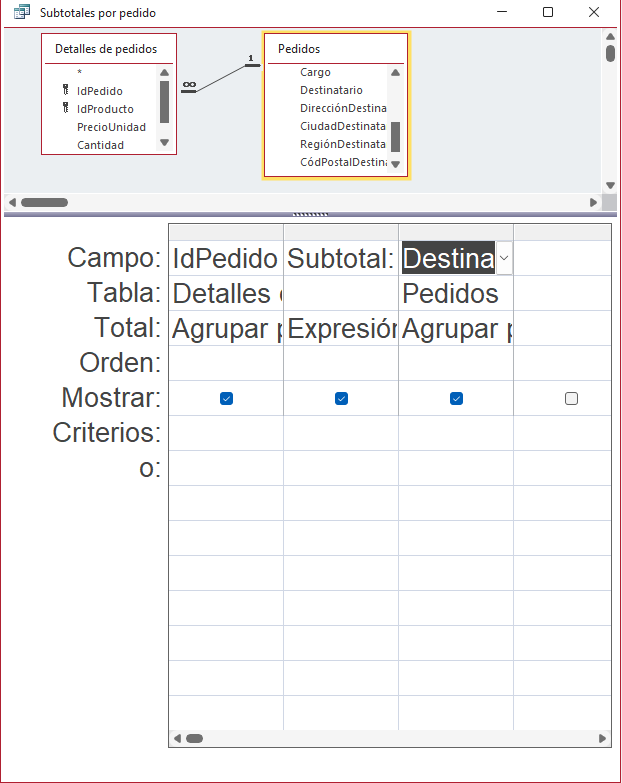 Subtotales por pedido
Detalles de pedidos
*
IdPedido
IdProducto
PrecioUnidad
Cantidad
∞
1
Pedidos
Cargo
Destinatario
DirecciónDestina
CiudadDestinata
RegiónDestinata
CódPostalDestina
Campo: IdPedido Subtotal: Destina
Tabla: Detalles Pedidos
Total: Agrupar p Expresión Agrupar p
Orden:
Mostrar:
Criterios:
o: